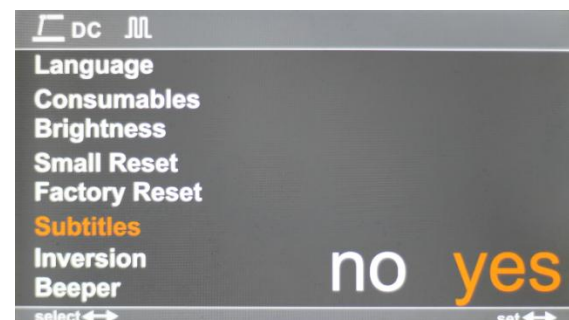 DC
Language
Consumables
Brightness
Small Reset
Factory Reset
Subtitles
Inversion
Beeper
no yes
select set